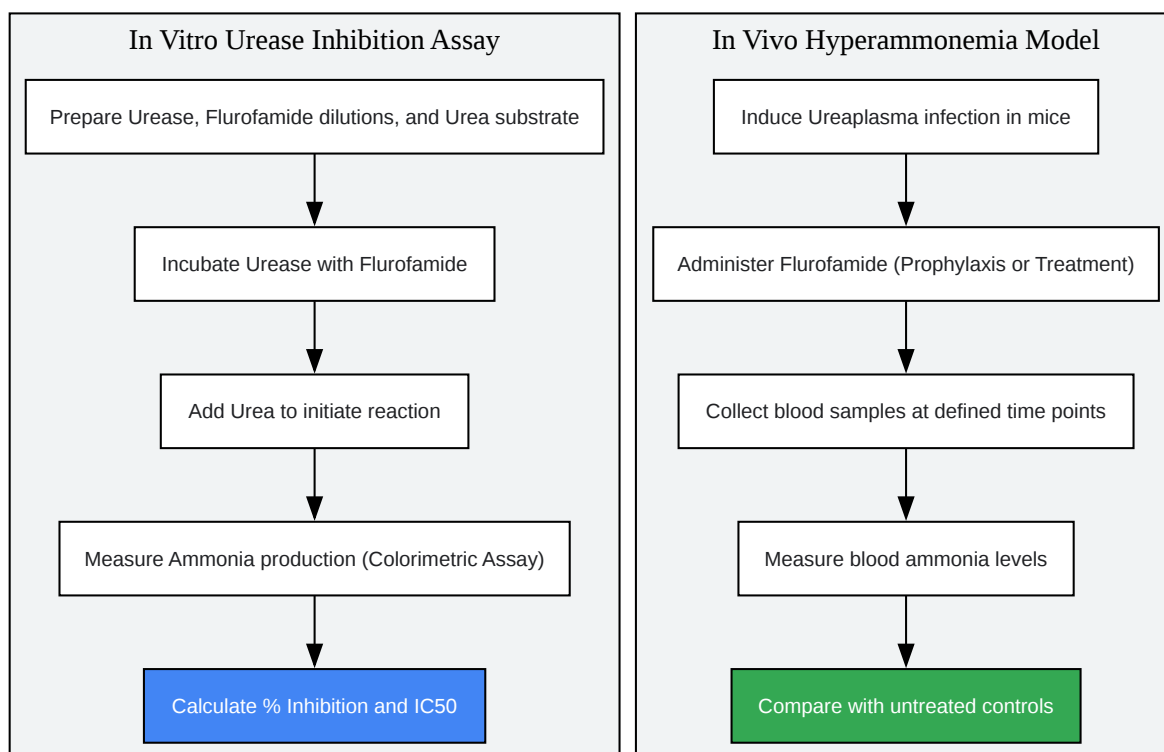 In Vitro Urease Inhibition Assay
Prepare Urease, Flurofamide dilutions, and Urea substrate
Incubate Urease with Flurofamide
Add Urea to initiate reaction
Measure Ammonia production (Colorimetric Assay)
Calculate % Inhibition and IC50
In Vivo Hyperammonemia Model
Induce Ureaplasma infection in mice
Administer Flurofamide (Prophylaxis or Treatment)
Collect blood samples at defined time points
Measure blood ammonia levels
Compare with untreated controls